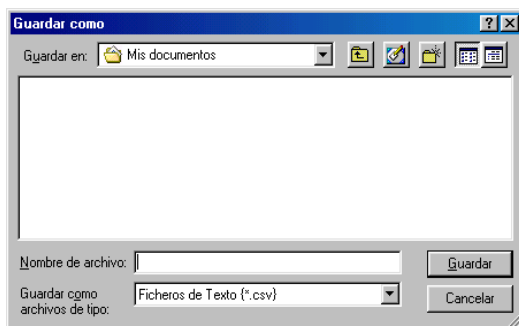 Guardar como
Guardar en: Mis documentos
Nombre de archivo:
Guardar
Guardar como
archivos de tipo:
Ficheros de Texto {*.csv}
Cancelar